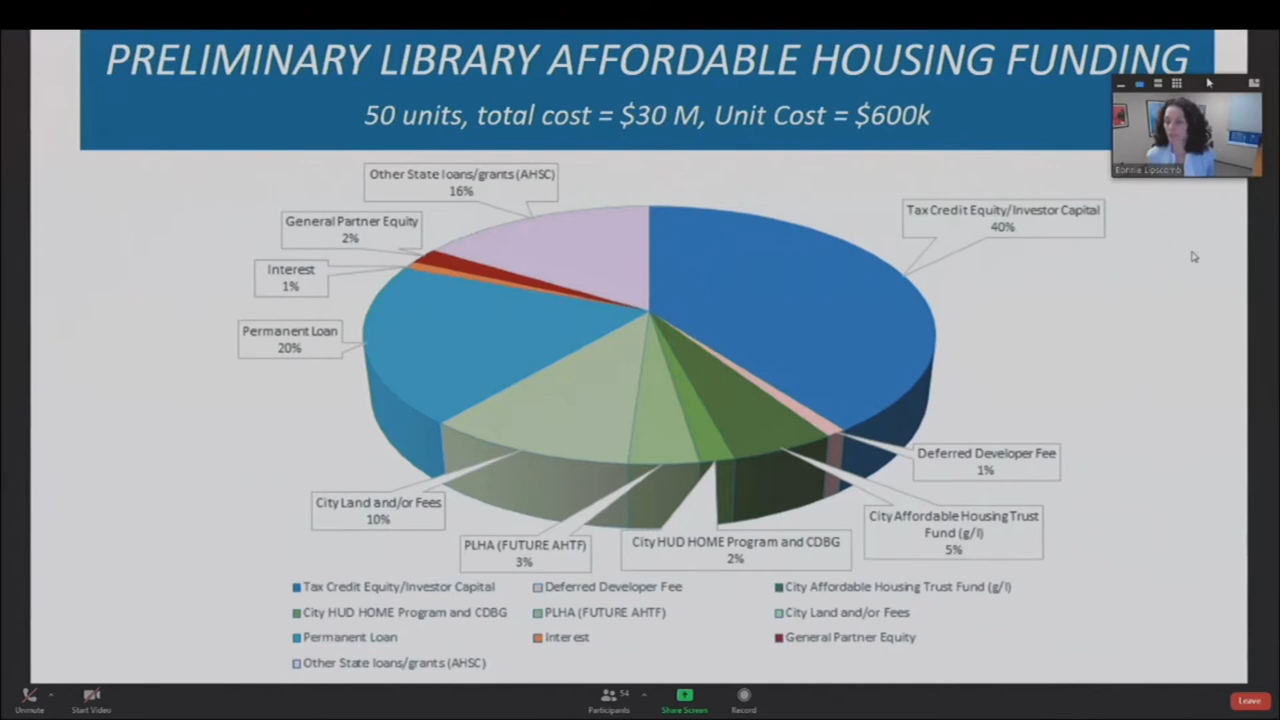 PRELIMINARY LIBRARY AFFORDABLE HOUSING FUNDING
50 units, total cost = $30 M, Unit Cost = $600k
Bonnie Lipscomb
Other State loans/grants (AHSC)
16%
General Partner Equity
2%
Interest
1%
Permanent Loan
20%
Tax Credit Equity/Investor Capital
40%
Deferred Developer Fee
1%
City Affordable Housing Trust
Fund (g/l)
5%
City HUD HOME Program and CDBG
2%
PLHA (FUTURE AHTF)
3%
City Land and/or Fees
10%
Tax Credit Equity/Investor Capital
Deferred Developer Fee
City Affordable Housing Trust Fund (g/l)
City HUD HOME Program and CDBG
PLHA (FUTURE AHTF)
City Land and/or Fees
Permanent Loan
Interest
General Partner Equity
Other State loans/grants (AHSC)
Unmute
Start Video
54
Participants
Share Screen
Record
Leave